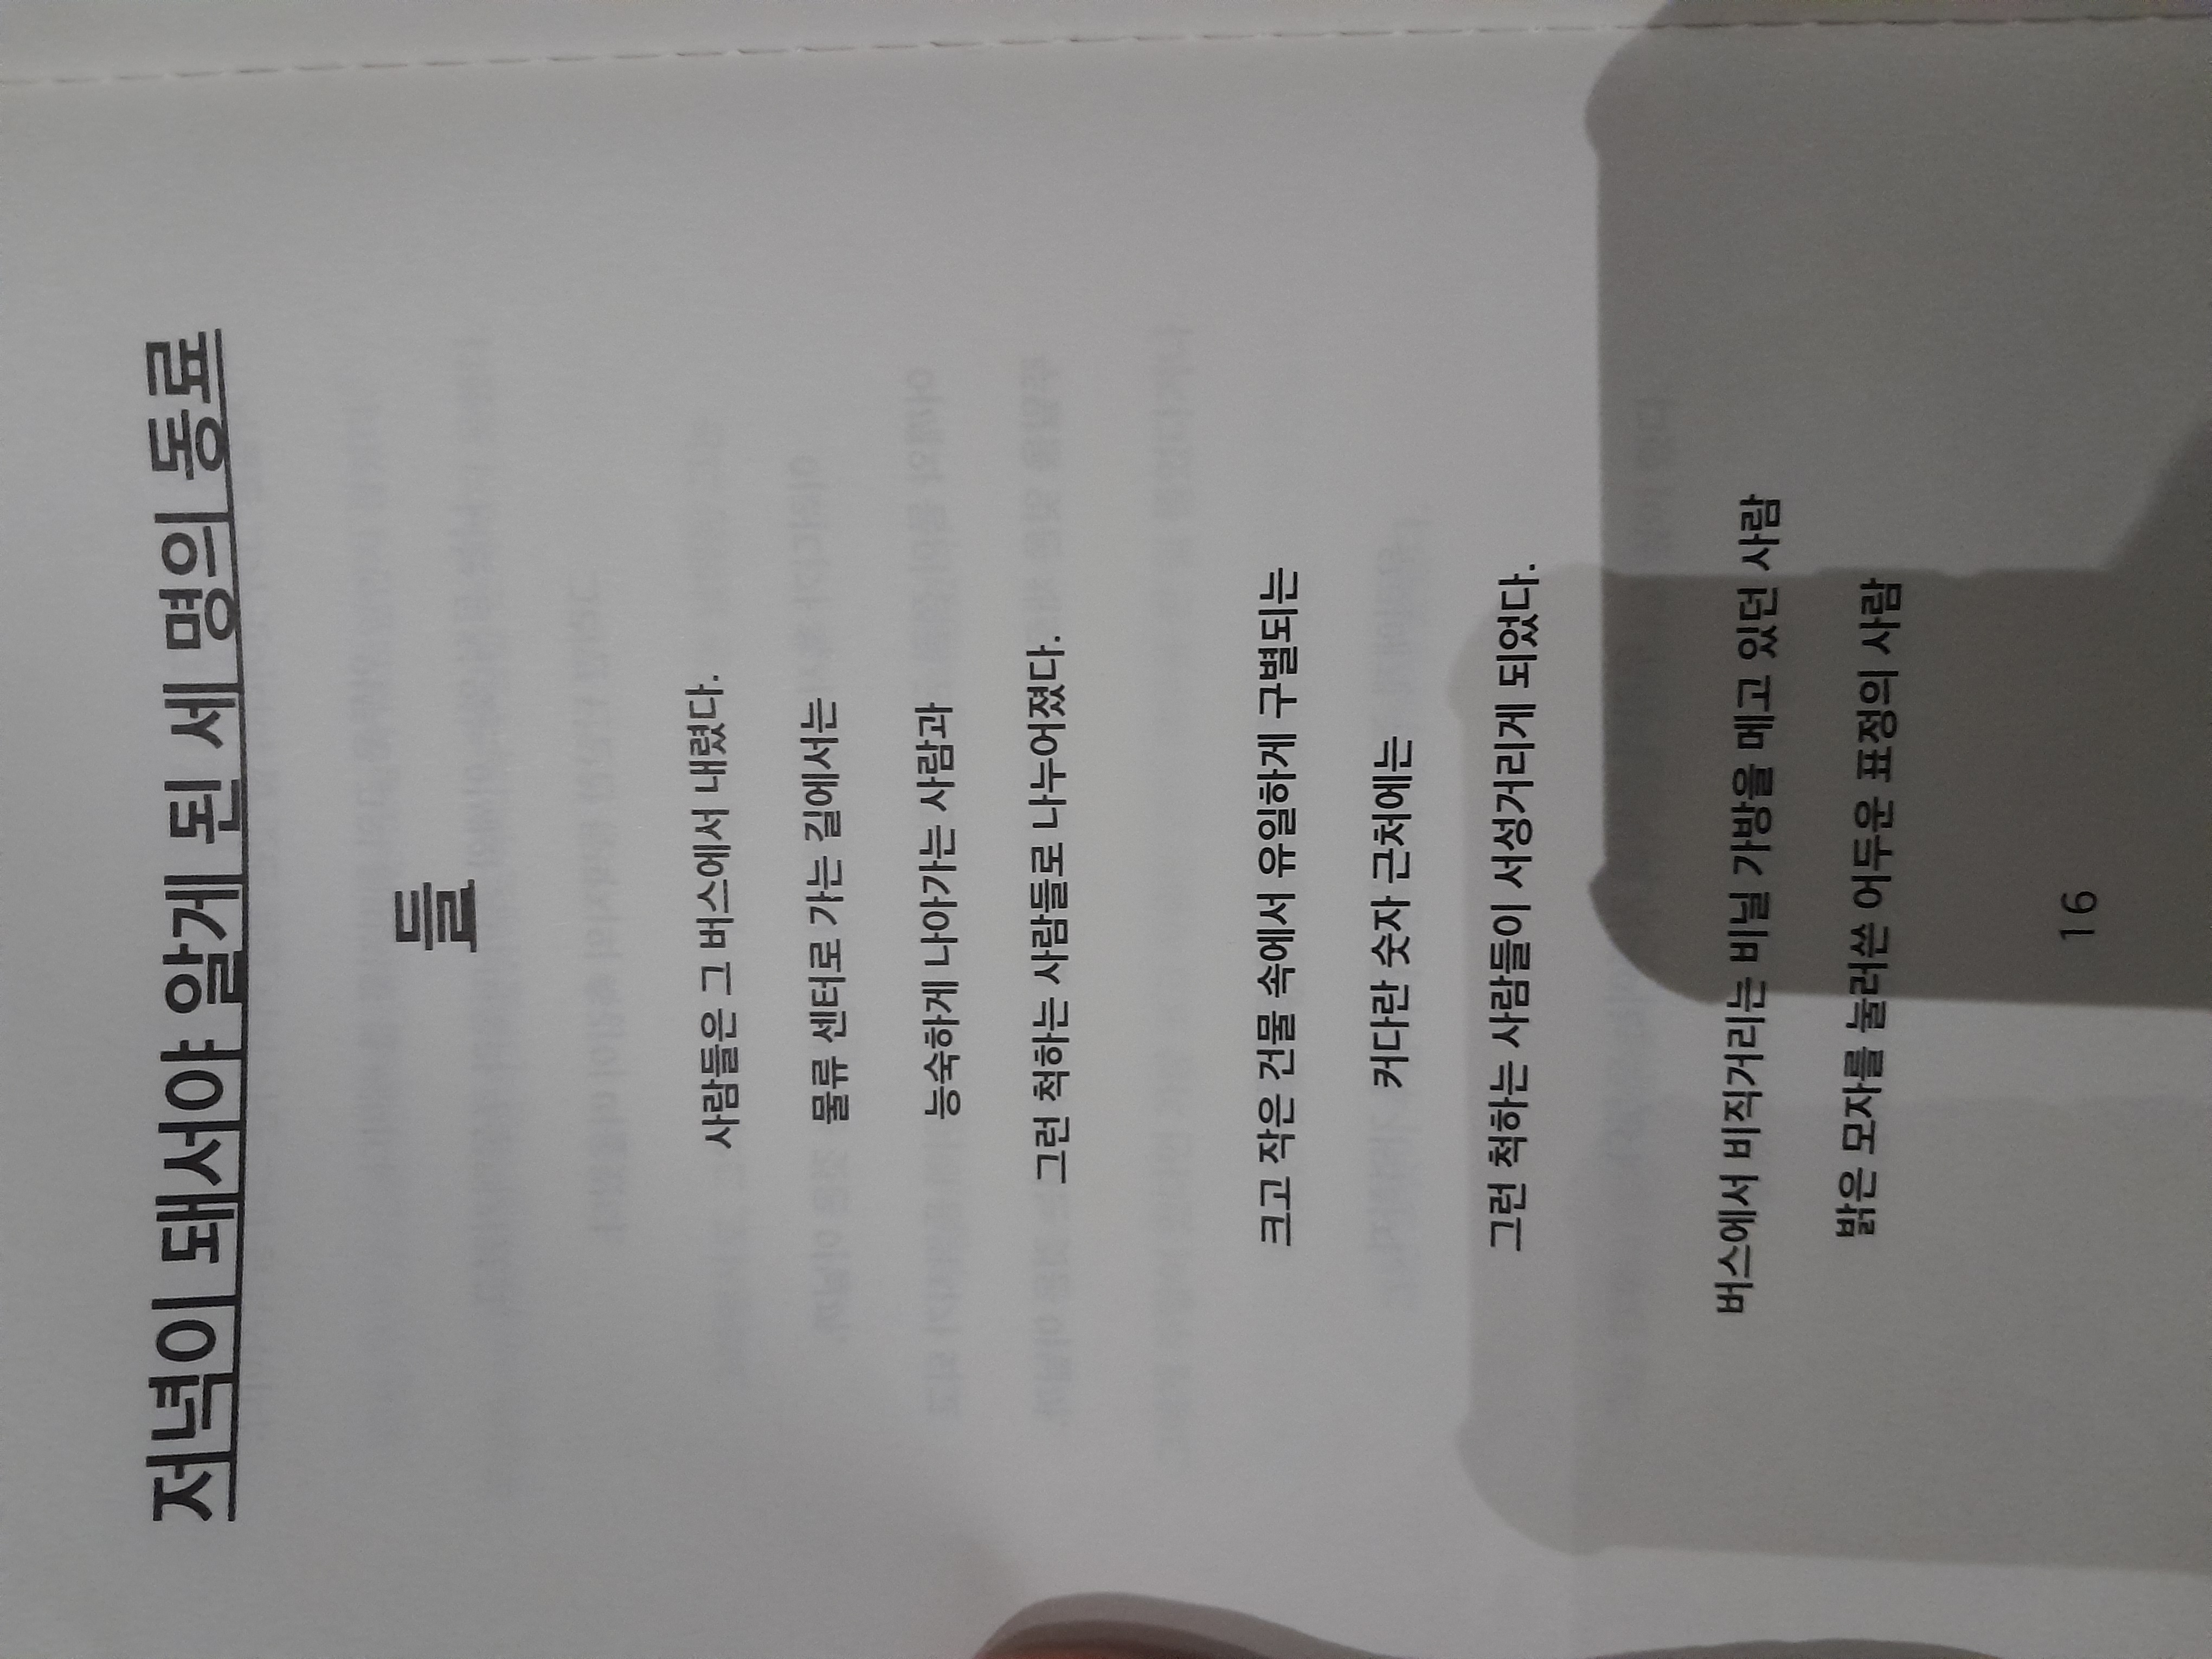 저녁이 돼서야 알게 된 세 명의 동료
들
사람들은 그 버스에서 내렸다.
물류 센터로 가는 길에서는
능숙하게 나아가는 사람과
그런 척하는 사람들로 나누어졌다.
크고 작은 건물 속에서 유일하게 구별되는
커다란 숫자 근처에는
그런 척하는 사람들이 서성거리게 되었다.
버스에서 비직거리는 비닐 가방을 메고 있던 사람
밝은 모자를 눌러쓴 어두운 표정의 사람
16